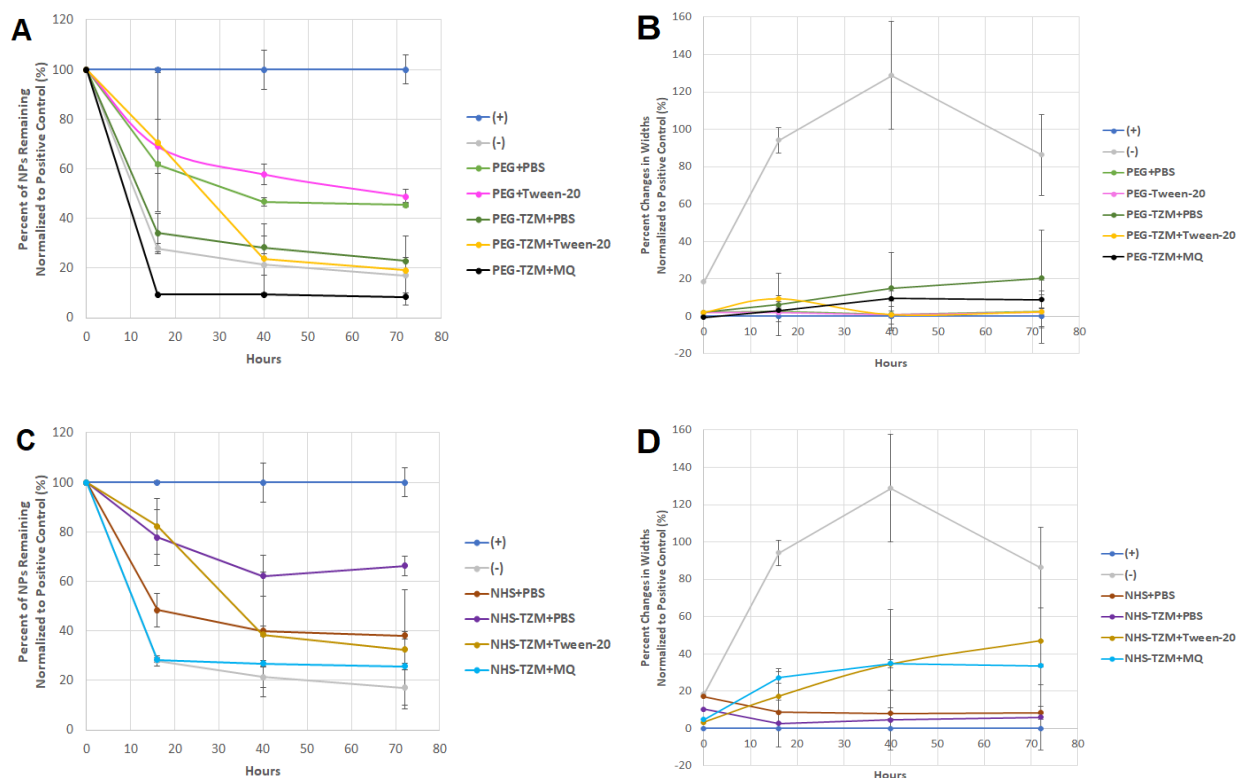 A
Percent of NPs Remaining
Normalized to Positive Control (%)
120
100
80
60
40
20
0
0 10 20 30 40 50 60 70 80
Hours
(+)
(-)
PEG+PBS
PEG+Tween-20
PEG-TZM+PBS
PEG-TZM+Tween-20
PEG-TZM+MQ
B
Percent Changes in Widths
Normalized to Positive Control (%)
160
140
120
100
80
60
40
20
0
-20
0 10 20 30 40 50 60 70 80
Hours
(+)
(-)
PEG+PBS
PEG-Tween-20
PEG-TZM+PBS
PEG-TZM+Tween-20
PEG-TZM+MQ
C
Percent of NPs Remaining
Normalized to Positive Control (%)
120
100
80
60
40
20
0
0 10 20 30 40 50 60 70 80
Hours
(+)
(-)
NHS+PBS
NHS-TZM+PBS
NHS-TZM+Tween-20
NHS-TZM+MQ
D
Percent Changes in Widths
Normalized to Positive Control (%)
160
140
120
100
80
60
40
20
0
-20
0 10 20 30 40 50 60 70 80
Hours
(+)
(-)
NHS+PBS
NHS-TZM+PBS
NHS-TZM+Tween-20
NHS-TZM+MQ